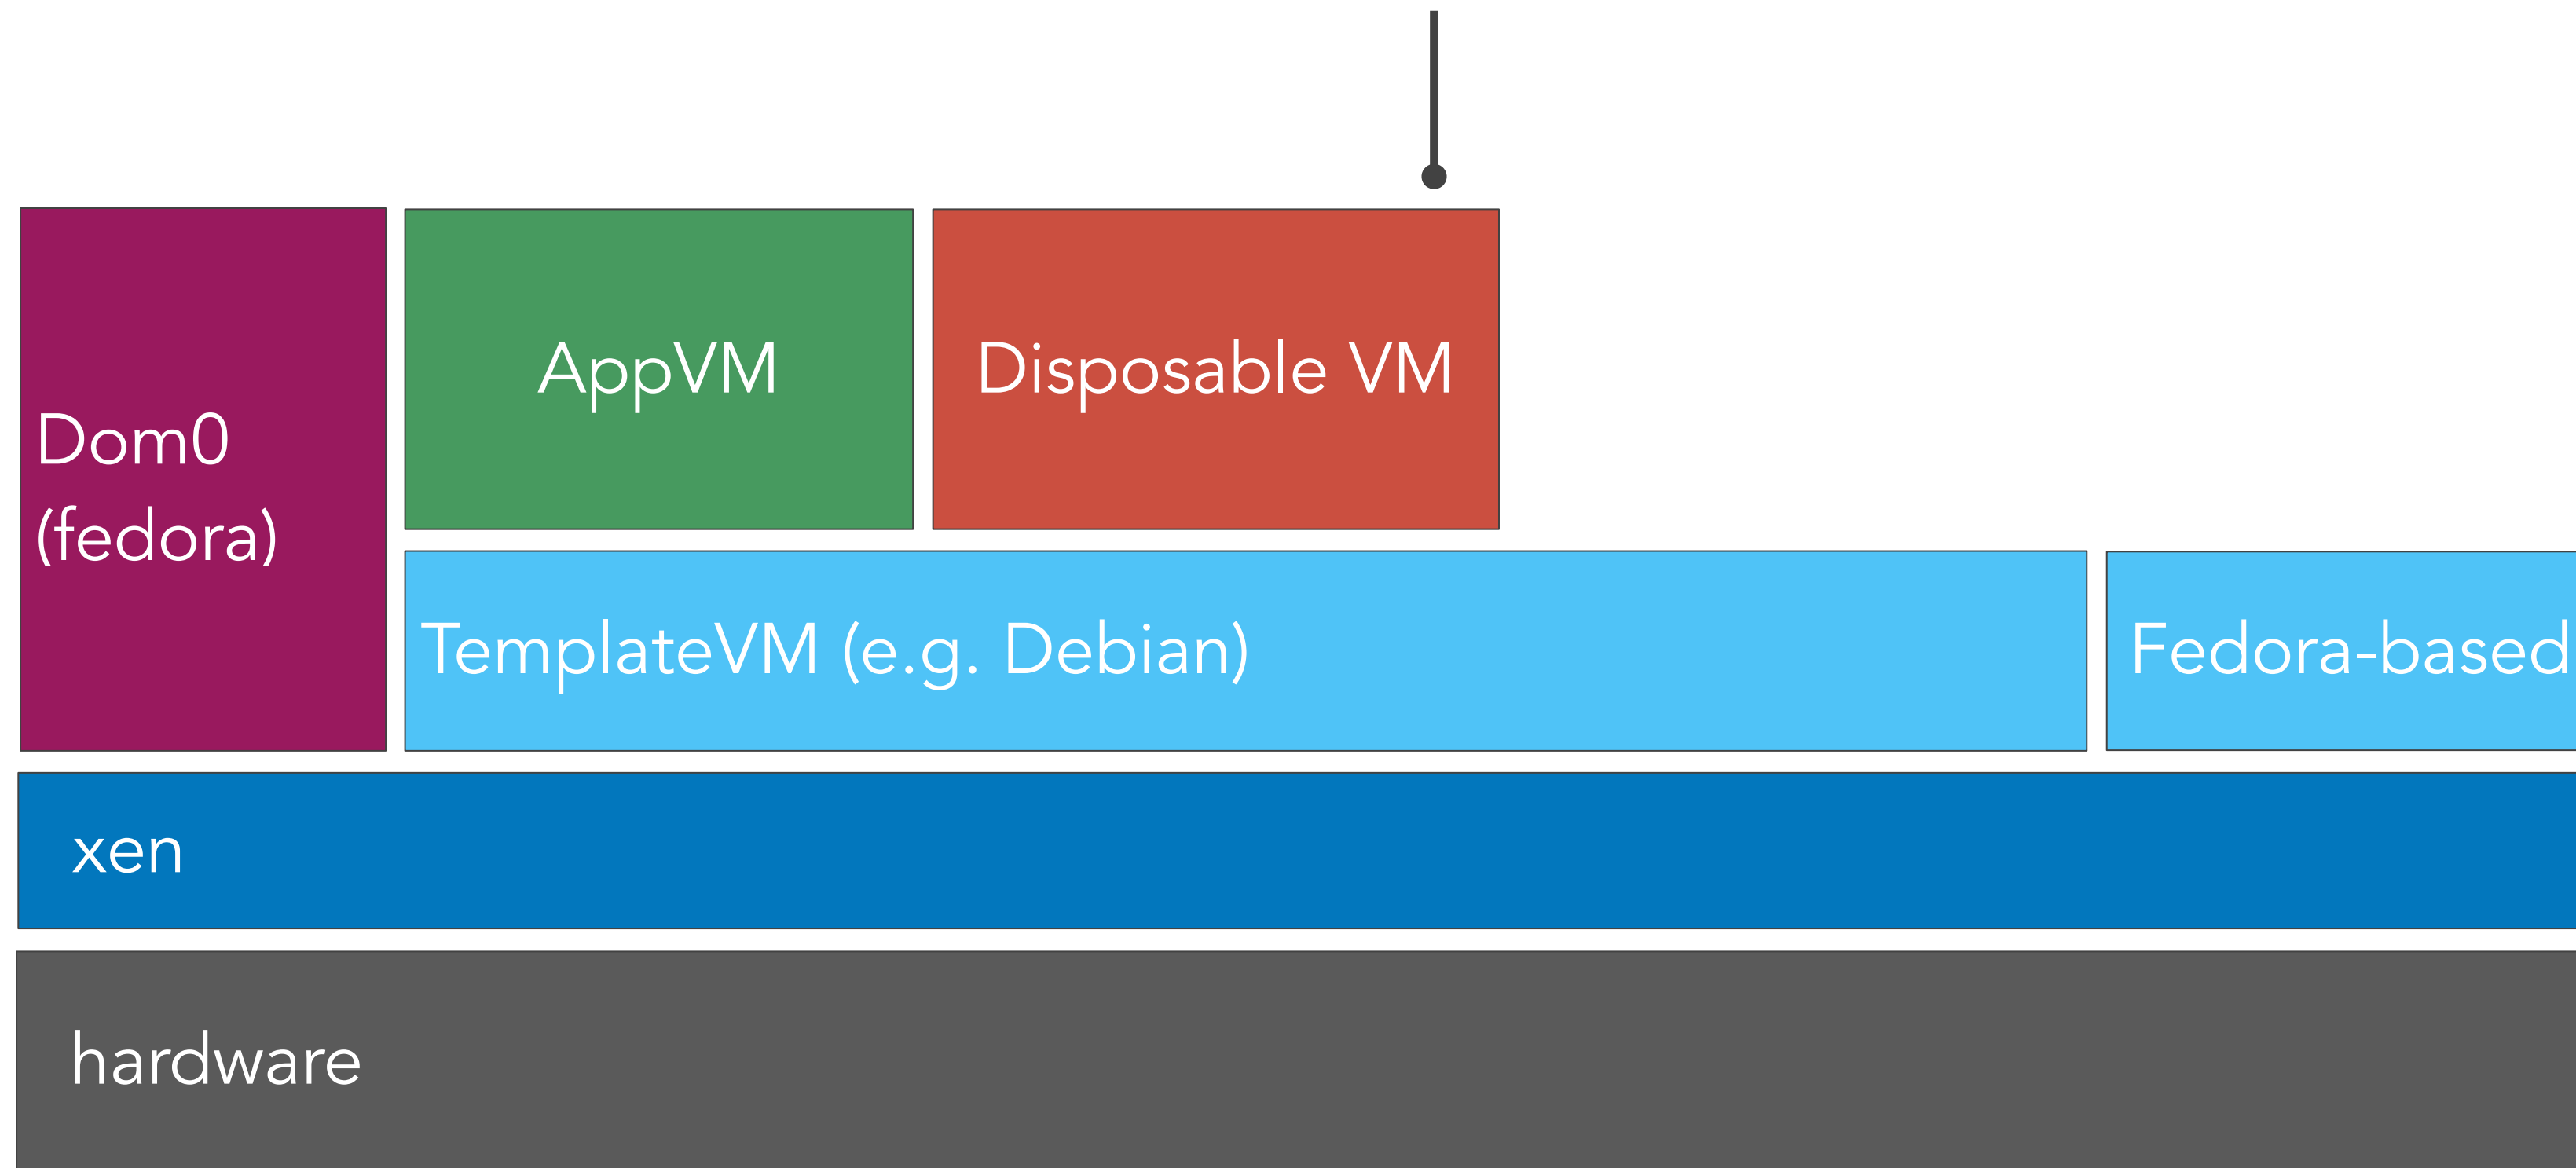 AppVM
Disposable VM
Dom0
(fedora)
TemplateVM (e.g. Debian)
Fedora-based
xen
hardware